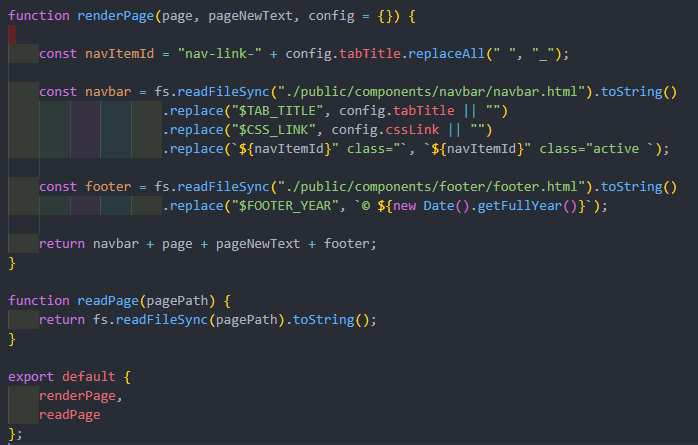 function renderPage(page, pageNewText, config = {}) {
const navItemId = "nav-link-" + config.tabTitle.replaceAll(" ", "_");
const navbar = fs.readFileSync("./public/components/navbar/navbar.html").toString()
.replace("$TAB_TITLE", config.tabTitle || "")
.replace("$CSS_LINK", config.cssLink || "")
.replace(`${navItemId}" class="`, `${navItemId}" class="active `);
const footer = fs.readFileSync("./public/components/footer/footer.html").toString()
.replace("$FOOTER_YEAR", `© ${new Date().getFullYear()}`);
return navbar + page + pageNewText + footer;
}
function readPage(pagePath) {
return fs.readFileSync(pagePath).toString();
}
export default {
renderPage,
readPage
};